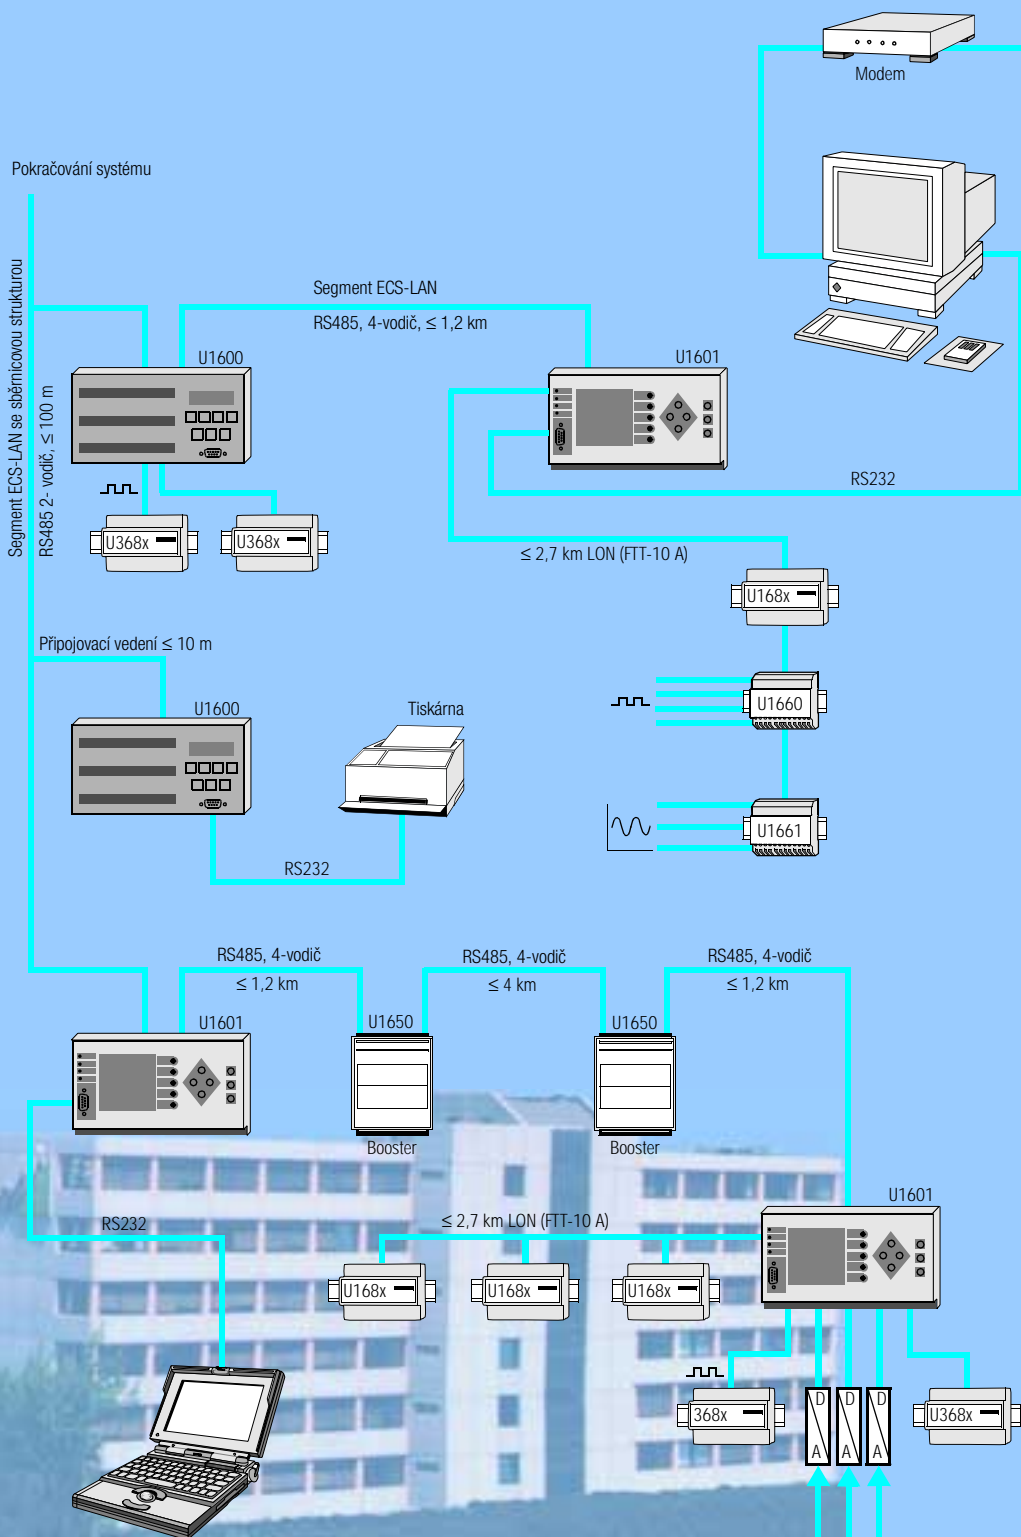 Modem
Pokračování systému
Segment ECS-LAN se sběrnicovou strukturou
RS485 2- vodič, ≤ 100 m
Segment ECS-LAN
RS485, 4-vodič, ≤ 1,2 km
U1600
U1601
RS232
U368x
U368x
≤ 2,7 km LON (FTT-10 A)
U168x
Připojovací vedení ≤ 10 m
U1660
U1600
Tiskárna
U1661
RS232
RS485, 4-vodič
≤ 1,2 km
RS485, 4-vodič
≤ 4 km
RS485, 4-vodič
≤ 1,2 km
U1601
U1650
U1650
Booster
Booster
U1601
RS232
≤ 2,7 km LON (FTT-10 A)
U168x
U168x
U168x
368x
D
A
D
A
D
A
U368x